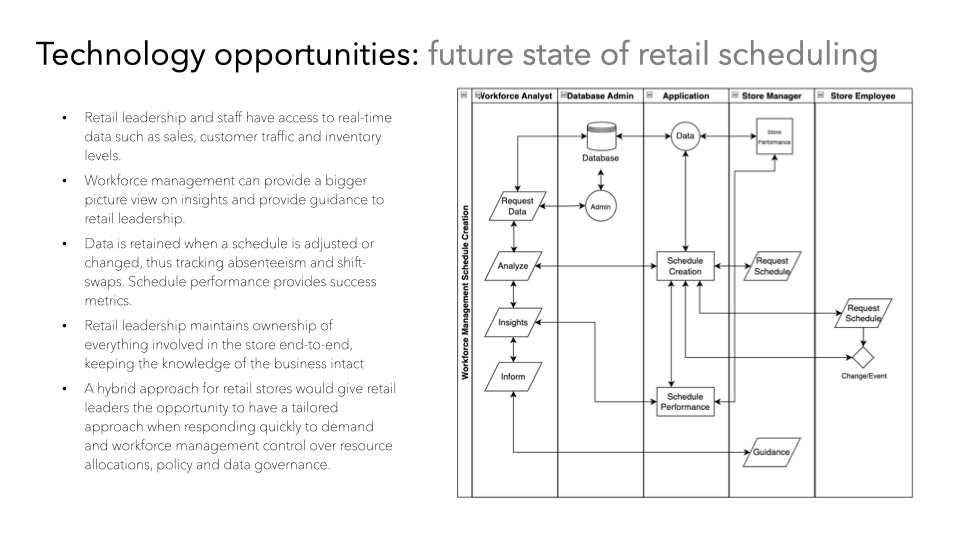 Technology opportunities: future state of retail scheduling
• Retail leadership and staff have access to real-time
data such as sales, customer traffic and inventory
levels.
• Workforce management can provide a bigger
picture view on insights and provide guidance to
retail leadership.
• Data is retained when a schedule is adjusted or
changed, thus tracking absenteeism and shift-
swaps. Schedule performance provides success
metrics.
• Retail leadership maintains ownership of
everything involved in the store end-to-end,
keeping the knowledge of the business intact
• A hybrid approach for retail stores would give retail
leaders the opportunity to have a tailored
approach when responding quickly to demand
and workforce management control over resource
allocations, policy and data governance.
Workforce Analyst
Database Admin
Application
Store Manager
Store Employee
Workforce Management Schedule Creation
Database
Data
Store
Performance
Request
Data
Admin
Analyze
Schedule
Creation
Request
Schedule
Insights
Request
Schedule
Change/Event
Inform
Schedule
Performance
Guidance